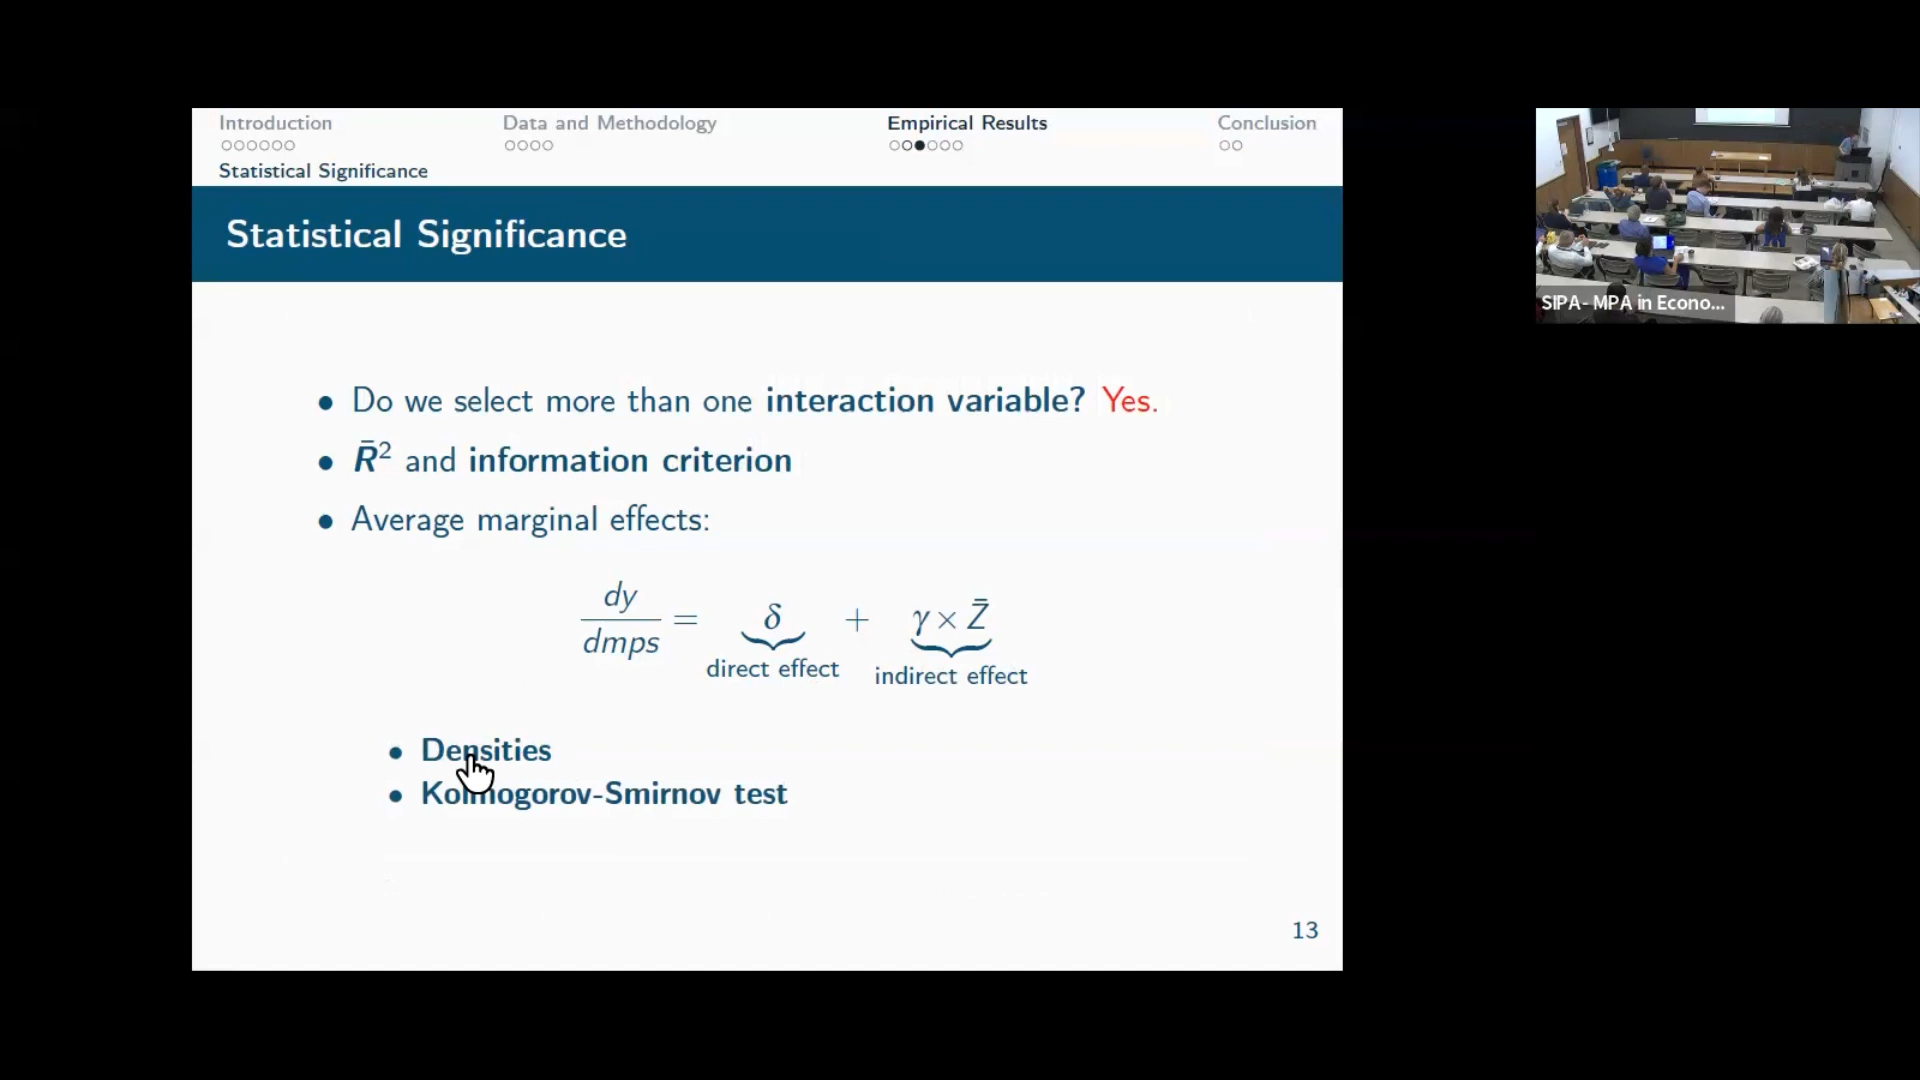 Introduction
Data and Methodology
Empirical Results
Conclusion
Statistical Significance
Statistical Significance
• Do we select more than one interaction variable? Yes.
• R̄² and information criterion
• Average marginal effects:
dy/dmps = δ + γ × Z̄
direct effect
indirect effect
• Densities
• Kolmogorov-Smirnov test
13
SIPA- MPA in Econo...